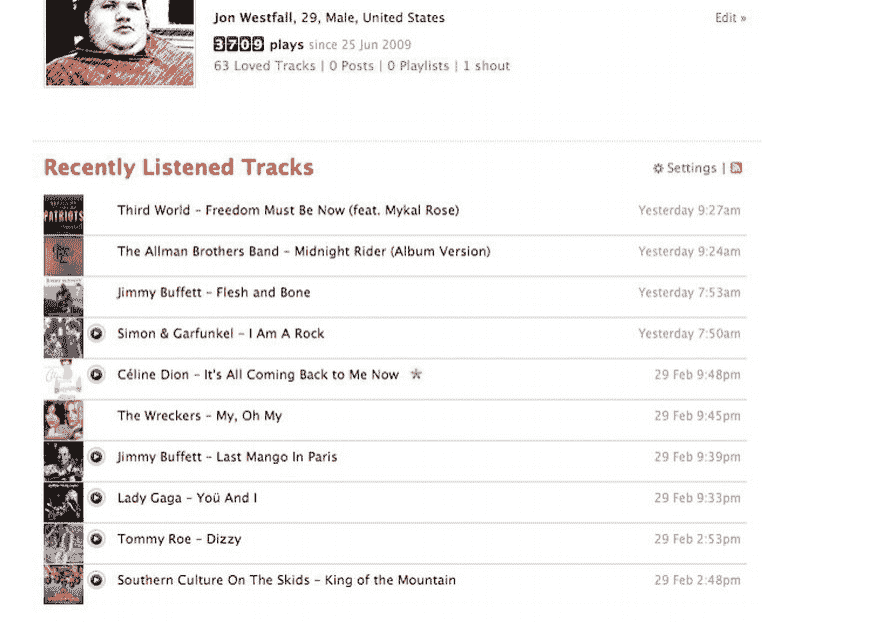 Jon Westfall, 29, Male, United States
Edit »
3709 plays since 25 Jun 2009
63 Loved Tracks | 0 Posts | 0 Playlists | 1 shout
Recently Listened Tracks
Settings |
PATRIOTS
Third World – Freedom Must Be Now (feat. Mykal Rose)
Yesterday 9:27am
The Allman Brothers Band – Midnight Rider (Album Version)
Yesterday 9:24am
Jimmy Buffett – Flesh and Bone
Yesterday 7:53am
Simon & Garfunkel – I Am A Rock
Yesterday 7:50am
Céline Dion – It's All Coming Back to Me Now
29 Feb 9:48pm
The Wreckers – My, Oh My
29 Feb 9:45pm
Jimmy Buffett – Last Mango In Paris
29 Feb 9:39pm
Lady Gaga – Yoü And I
29 Feb 9:33pm
Tommy Roe – Dizzy
29 Feb 2:53pm
Southern Culture On The Skids – King of the Mountain
29 Feb 2:48pm